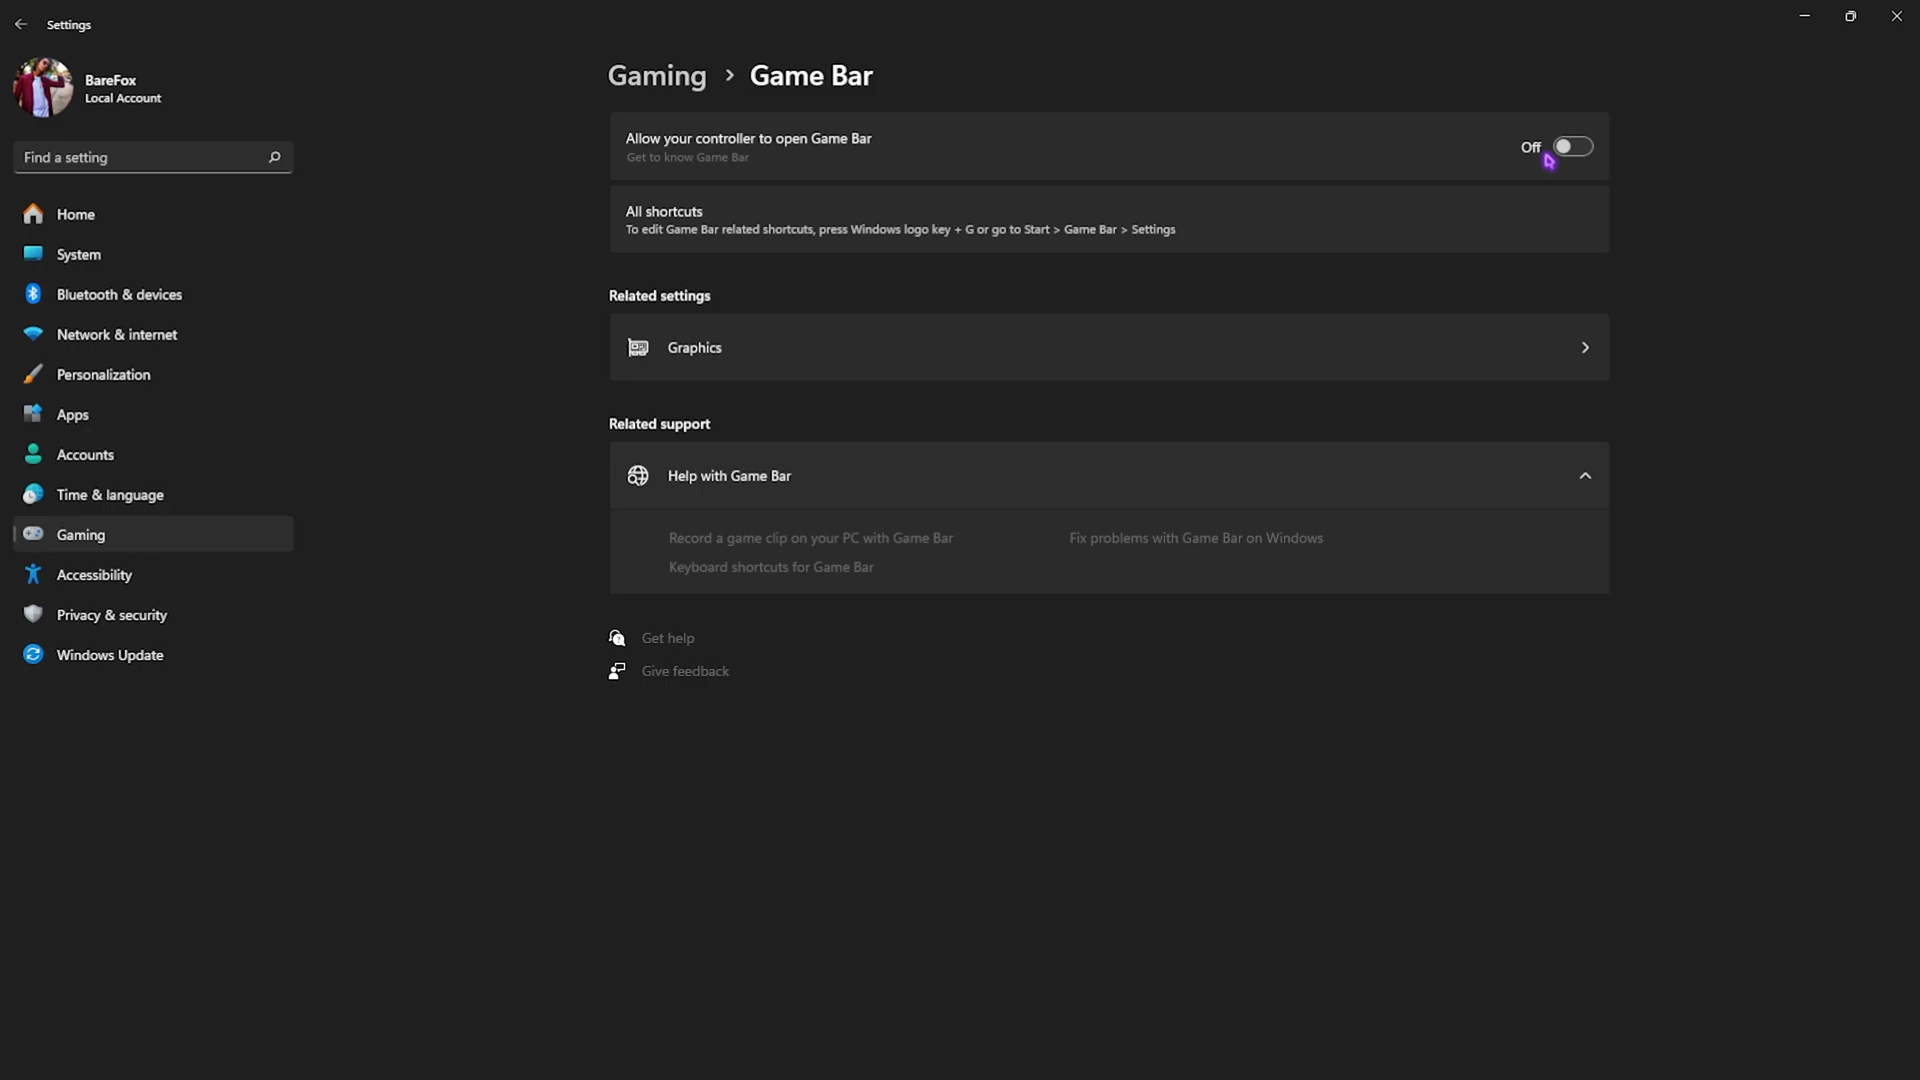 Settings
BareFox
Local Account
Find a setting
Home
System
Bluetooth & devices
Network & internet
Personalization
Apps
Accounts
Time & language
Gaming
Accessibility
Privacy & security
Windows Update
Gaming > Game Bar
Allow your controller to open Game Bar
Get to know Game Bar
Off
All shortcuts
To edit Game Bar related shortcuts, press Windows logo key + G or go to Start > Game Bar > Settings
Related settings
Graphics
Related support
Help with Game Bar
Record a game clip on your PC with Game Bar
Fix problems with Game Bar on Windows
Keyboard shortcuts for Game Bar
Get help
Give feedback